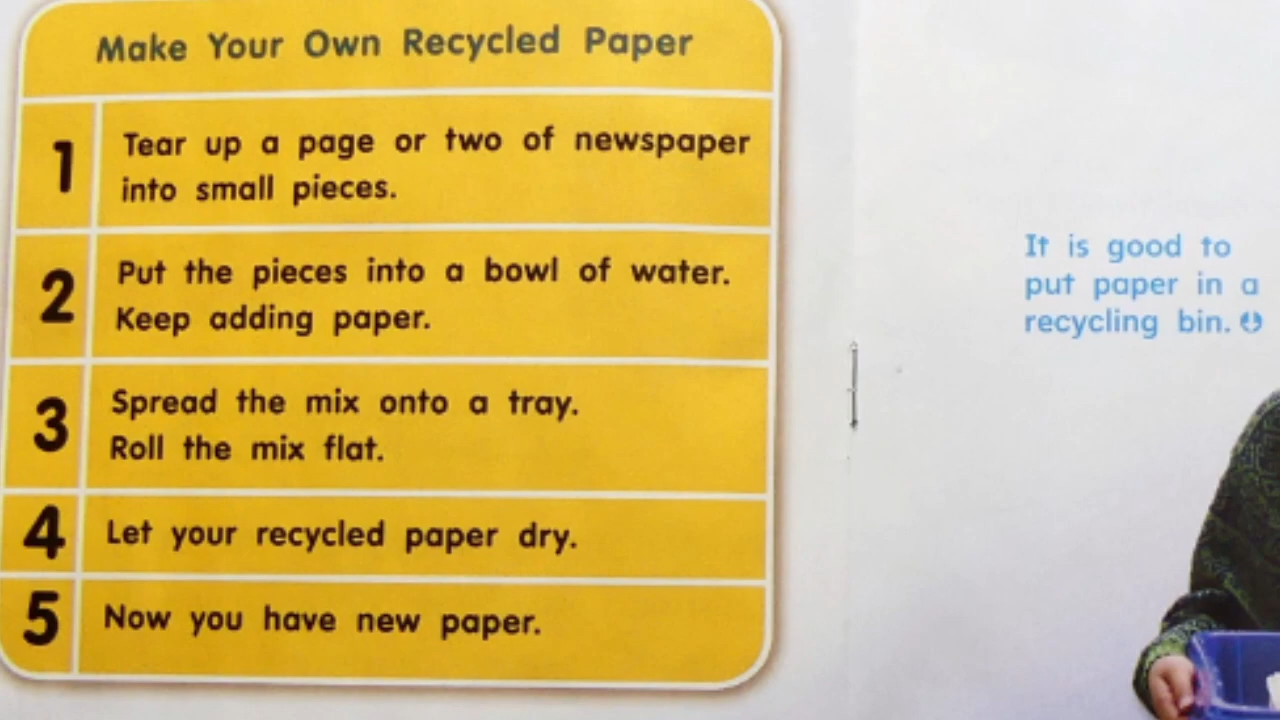 Make Your Own Recycled Paper
1
Tear up a page or two of newspaper
into small pieces.
2
Put the pieces into a bowl of water.
Keep adding paper.
3
Spread the mix onto a tray.
Roll the mix flat.
4
Let your recycled paper dry.
5
Now you have new paper.
It is good to
put paper in a
recycling bin.